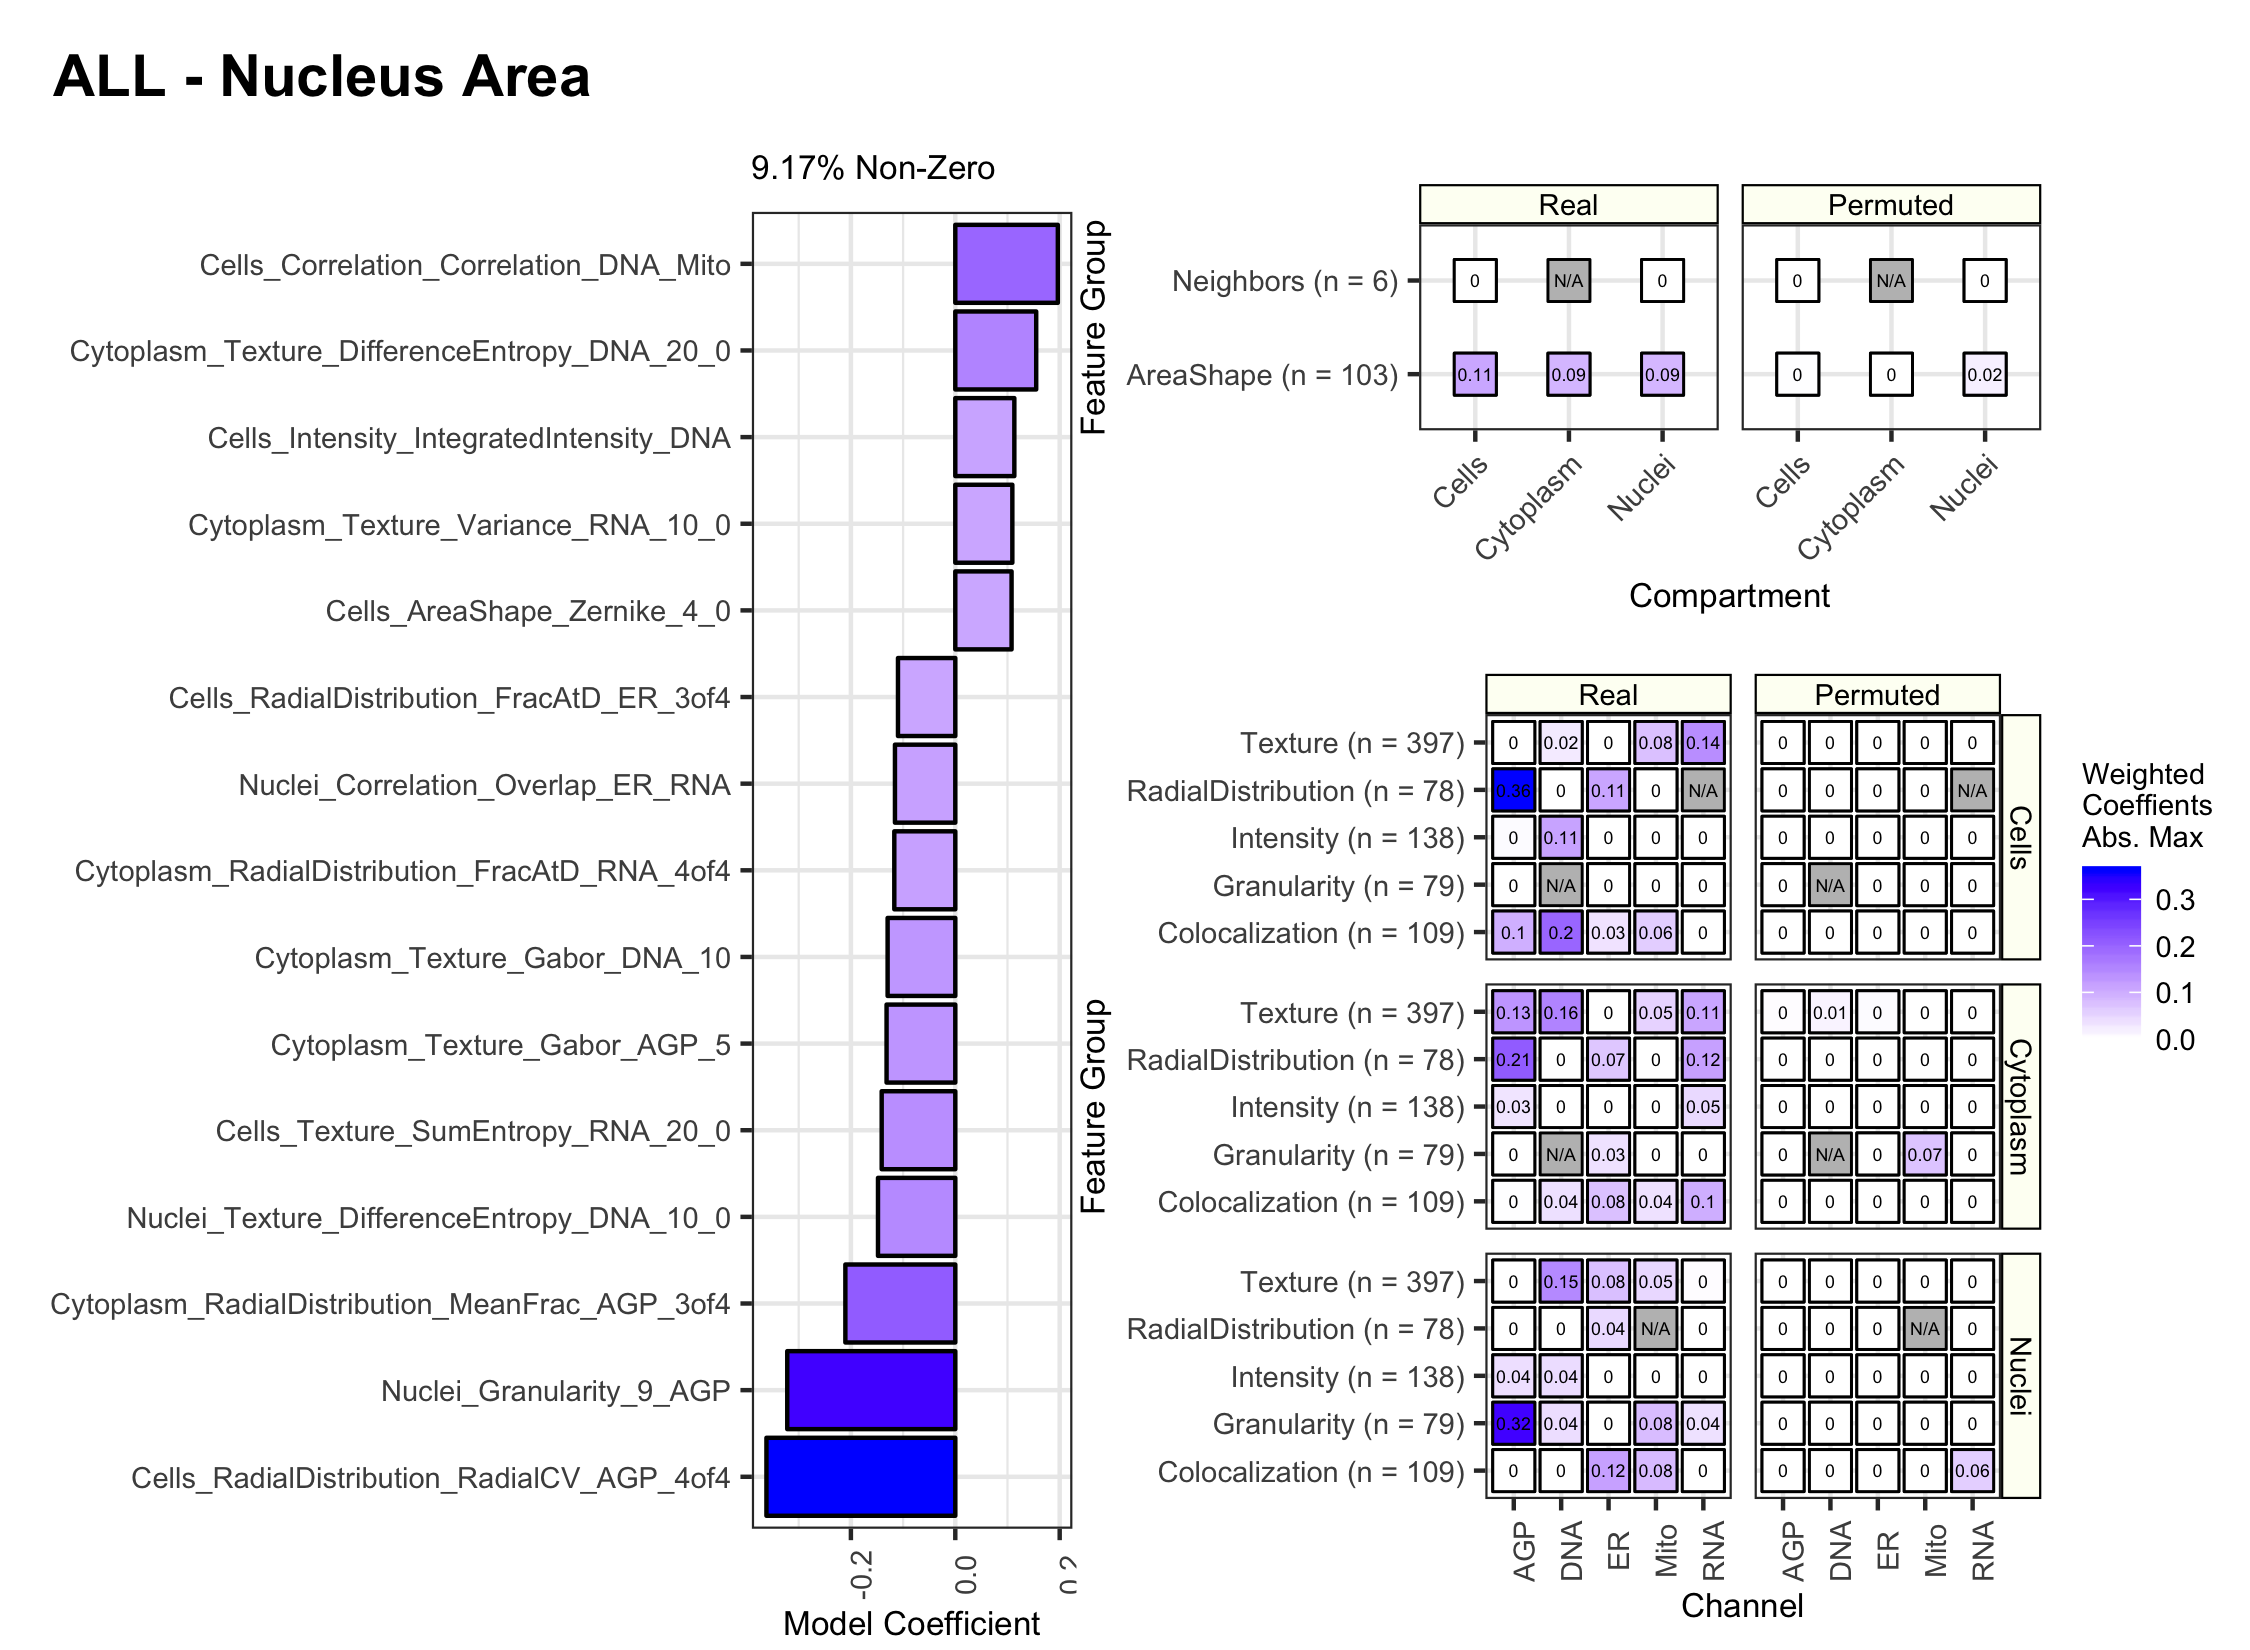 ALL - Nucleus Area
9.17% Non-Zero
Cells_Correlation_Correlation_DNA_Mito
Cytoplasm_Texture_DifferenceEntropy_DNA_20_0
Cells_Intensity_IntegratedIntensity_DNA
Cytoplasm_Texture_Variance_RNA_10_0
Cells_AreaShape_Zernike_4_0
Cells_RadialDistribution_FracAtD_ER_3of4
Nuclei_Correlation_Overlap_ER_RNA
Cytoplasm_RadialDistribution_FracAtD_RNA_4of4
Cytoplasm_Texture_Gabor_DNA_10
Cytoplasm_Texture_Gabor_AGP_5
Cells_Texture_SumEntropy_RNA_20_0
Nuclei_Texture_DifferenceEntropy_DNA_10_0
Cytoplasm_RadialDistribution_MeanFrac_AGP_3of4
Nuclei_Granularity_9_AGP
Cells_RadialDistribution_RadialCV_AGP_4of4
-0.2 0.0 0.2
Model Coefficient
Feature Group
Real Permuted
Neighbors (n = 6) 0 N/A 0 0 N/A 0
AreaShape (n = 103) 0.11 0.09 0.09 0 0 0.02
Cells Cytoplasm Nuclei Cells Cytoplasm Nuclei
Compartment
Feature Group
Real Permuted
Texture (n = 397) 0 0.02 0 0.08 0.14 0 0 0 0 0
RadialDistribution (n = 78) 0.36 0 0.11 0 N/A 0 0 0 0 N/A
Intensity (n = 138) 0 0.11 0 0 0 0 0 0 0 0
Granularity (n = 79) 0 N/A 0 0 0 0 N/A 0 0 0
Colocalization (n = 109) 0.1 0.2 0.03 0.06 0 0 0 0 0 0
Cells
Texture (n = 397) 0.13 0.16 0 0.05 0.11 0 0.01 0 0 0
RadialDistribution (n = 78) 0.21 0 0.07 0 0.12 0 0 0 0 0
Intensity (n = 138) 0.03 0 0 0 0.05 0 0 0 0 0
Granularity (n = 79) 0 N/A 0.03 0 0 0 N/A 0 0.07 0
Colocalization (n = 109) 0 0.04 0.08 0.04 0.1 0 0 0 0 0
Cytoplasm
Texture (n = 397) 0 0.15 0.08 0.05 0 0 0 0 0 0
RadialDistribution (n = 78) 0 0 0.04 N/A 0 0 0 0 N/A 0
Intensity (n = 138) 0.04 0.04 0 0 0 0 0 0 0 0
Granularity (n = 79) 0.32 0.04 0 0.08 0.04 0 0 0 0 0
Colocalization (n = 109) 0 0 0.12 0.08 0 0 0 0 0 0.06
Nuclei
AGP DNA ER Mito RNA AGP DNA ER Mito RNA
Channel
Weighted
Coeffients
Abs. Max
0.3
0.2
0.1
0.0